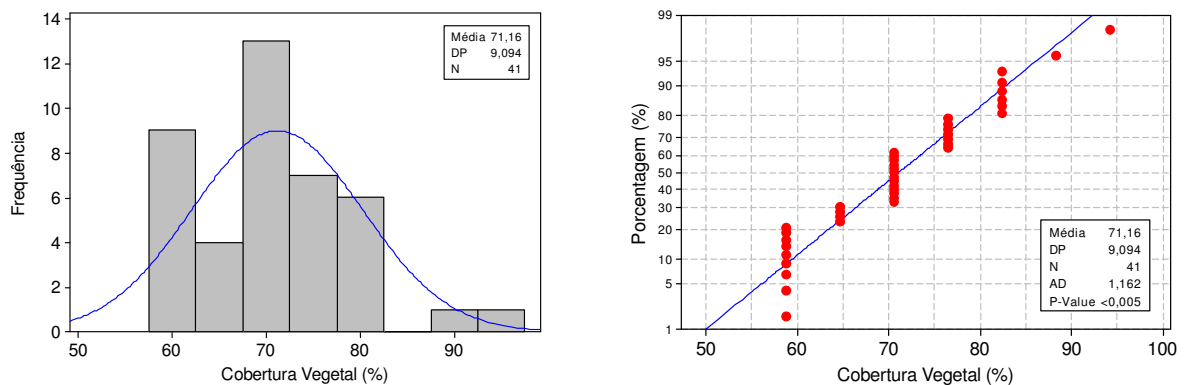 14
12
10
8
6
4
2
0
Frequência
50 60 70 80 90
Cobertura Vegetal (%)
Média 71,16
DP 9,094
N 41
99
95
90
80
70
60
50
40
30
20
10
5
1
Porcentagem (%)
50 60 70 80 90 100
Cobertura Vegetal (%)
Média 71,16
DP 9,094
N 41
AD 1,162
P-Value <0,005